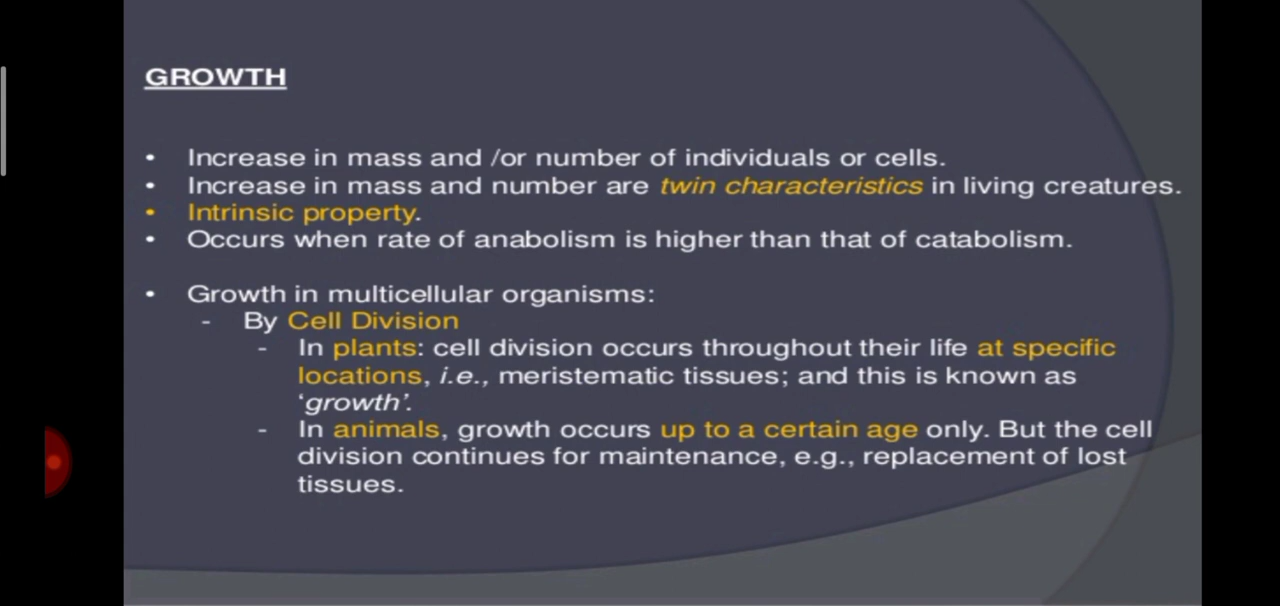 GROWTH
• Increase in mass and /or number of individuals or cells.
• Increase in mass and number are twin characteristics in living creatures.
• Intrinsic property.
• Occurs when rate of anabolism is higher than that of catabolism.
• Growth in multicellular organisms:
- By Cell Division
- In plants: cell division occurs throughout their life at specific
locations, i.e., meristematic tissues; and this is known as
‘growth’.
- In animals, growth occurs up to a certain age only. But the cell
division continues for maintenance, e.g., replacement of lost
tissues.